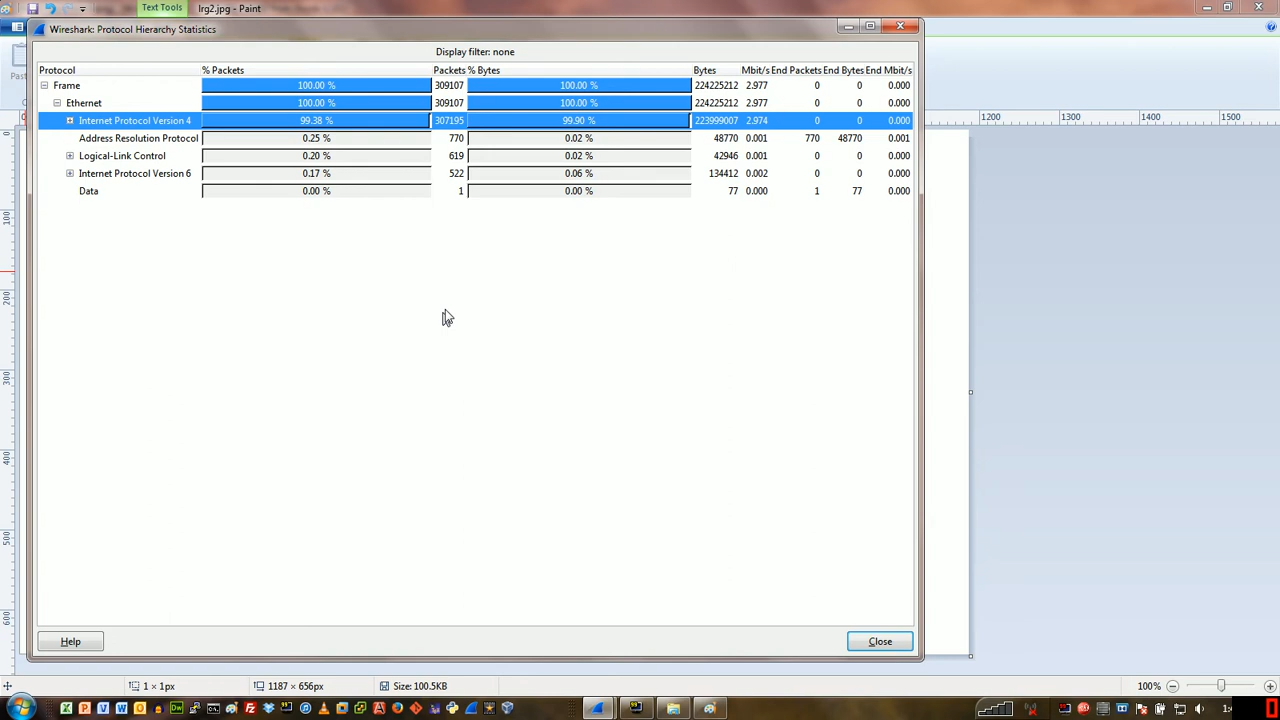 Text Tools lrg2.jpg - Paint
Wireshark: Protocol Hierarchy Statistics
Display filter: none
Protocol % Packets Packets % Bytes Bytes Mbit/s End Packets End Bytes End Mbit/s
Frame 100.00 % 309107 100.00 % 224225212 2.977 0 0 0.000
Ethernet 100.00 % 309107 100.00 % 224225212 2.977 0 0 0.000
Internet Protocol Version 4 99.38 % 307195 99.90 % 223999007 2.974 0 0 0.000
Address Resolution Protocol 0.25 % 770 0.02 % 48770 0.001 770 48770 0.001
Logical-Link Control 0.20 % 619 0.02 % 42946 0.001 0 0 0.000
Internet Protocol Version 6 0.17 % 522 0.06 % 134412 0.002 0 0 0.000
Data 0.00 % 1 0.00 % 77 0.000 1 77 0.000
Help Close
1200 1300 1400 1500
0
100
200
300
400
500
600
1 × 1px 1187 × 656px Size: 100.5KB 100%